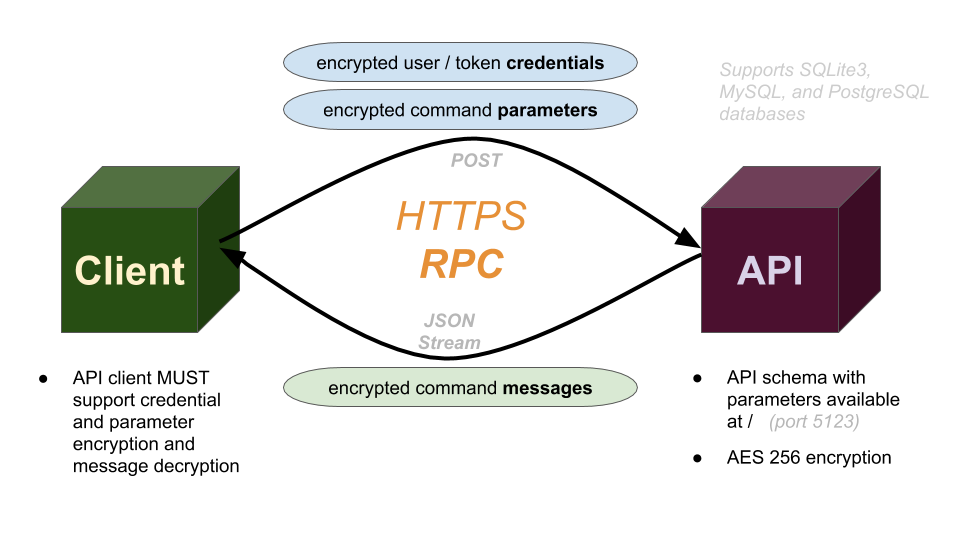 encrypted user / token credentials
encrypted command parameters
Supports SQLite3,
MySQL, and PostgreSQL
databases
POST
HTTPS
RPC
Client
API
JSON
Stream
encrypted command messages
● API client MUST
support credential
and parameter
encryption and
message decryption
● API schema with
parameters available
at / (port 5123)
● AES 256 encryption